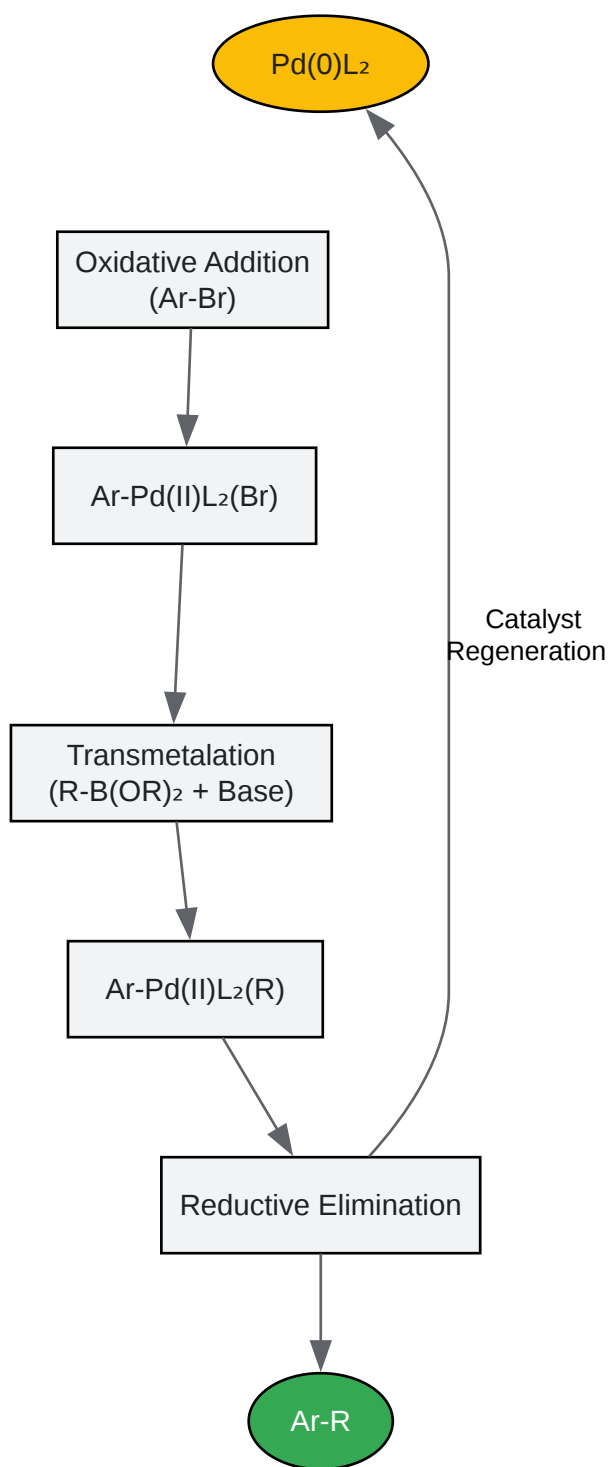 Pd(0)L₂
Oxidative Addition
(Ar-Br)
Ar-Pd(II)L₂(Br)
Catalyst
Regeneration
Transmetalation
(R-B(OR)₂ + Base)
Ar-Pd(II)L₂(R)
Reductive Elimination
Ar-R